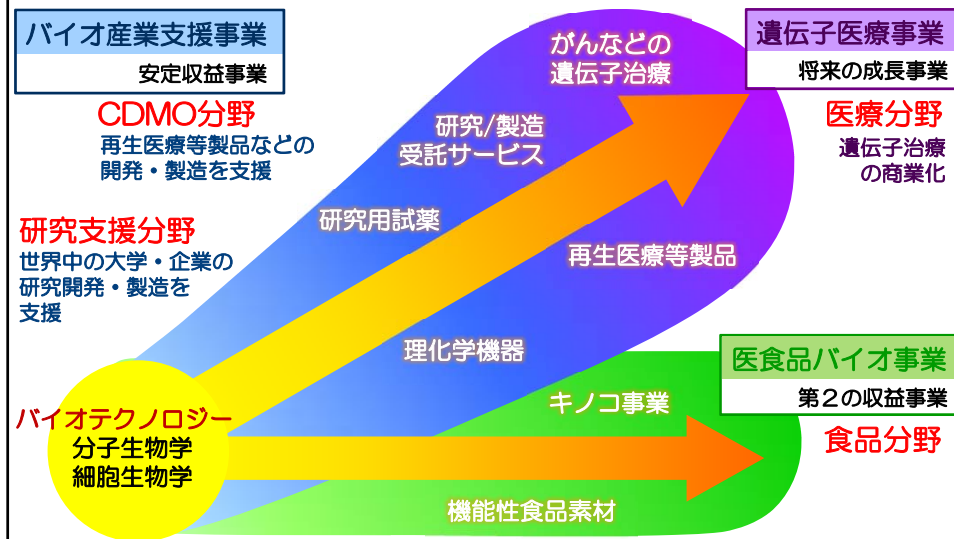 バイオ産業支援事業
安定収益事業
CDMO分野
再生医療等製品などの
開発・製造を支援
研究支援分野
世界中の大学・企業の
研究開発・製造を
支援
がんなどの
遺伝子治療
研究/製造
受託サービス
研究用試薬
再生医療等製品
理化学機器
遺伝子医療事業
将来の成長事業
医療分野
遺伝子治療
の商業化
バイオテクノロジー
分子生物学
細胞生物学
キノコ事業
機能性食品素材
医食品バイオ事業
第2の収益事業
食品分野